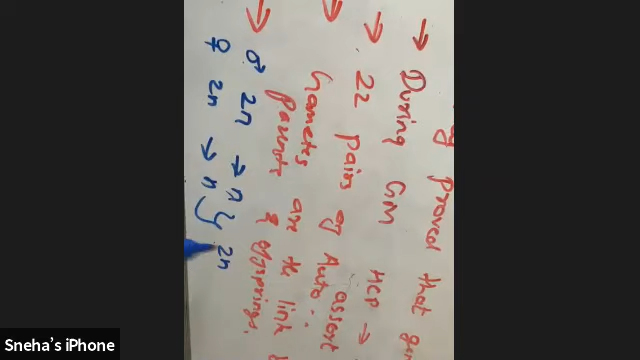 proved that
→ During GM HCP →
assort
→ 22 pairs of Auto..
→ Gametes are the link
→ Parents & offsprings.
♂ 2n → n } 2n
♀ 2n → n
Sneha's iPhone